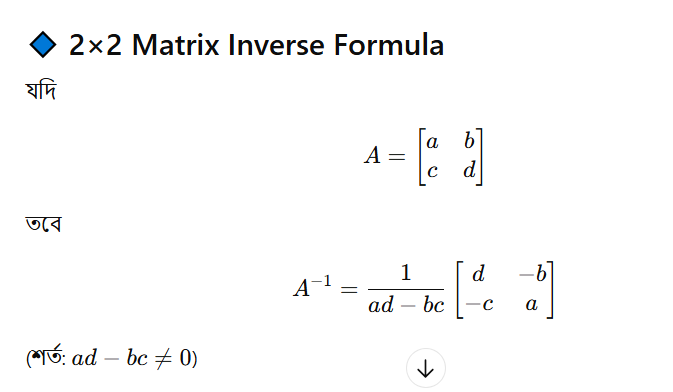 🔷 2×2 Matrix Inverse Formula
যদি
A = [a b; c d]
তবে
A⁻¹ = 1/(ad − bc) [d −b; −c a]
(শর্ত: ad − bc ≠ 0)